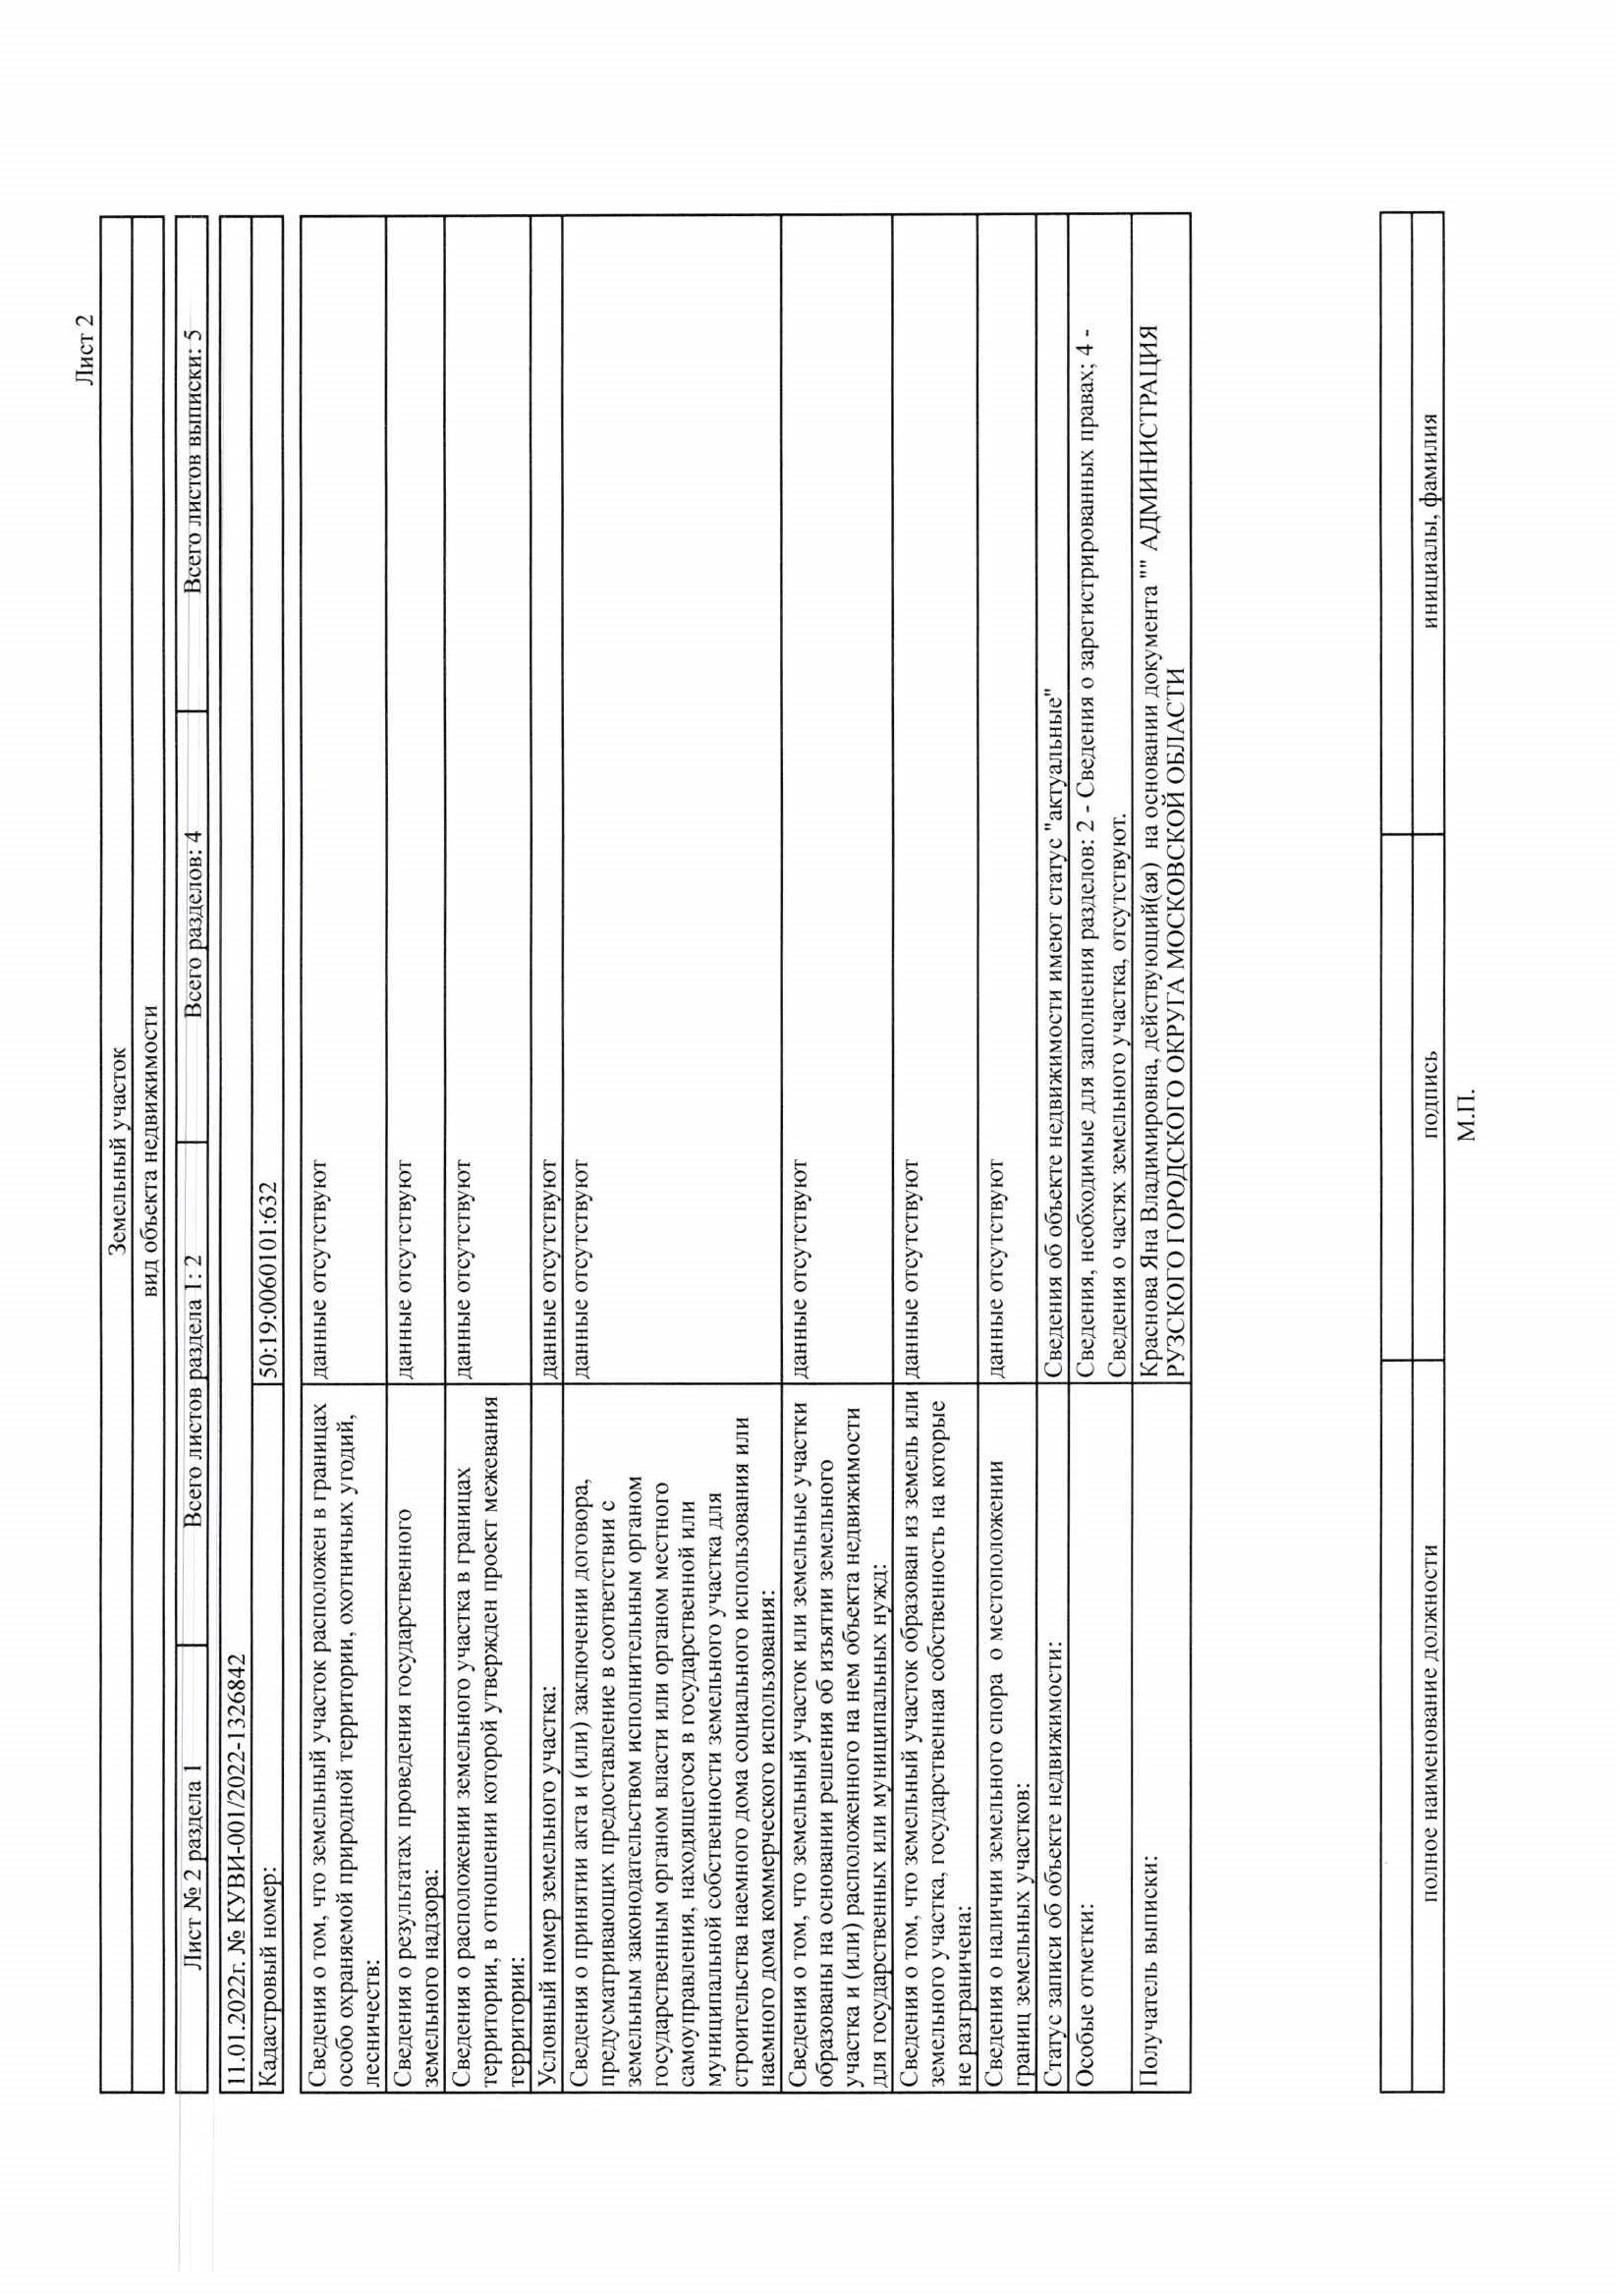 Лист 2
Земельный участок
вид объекта недвижимости
Лист № 2 раздела 1 Всего листов раздела 1: 2 Всего разделов: 4 Всего листов выписки: 5
11.01.2022г. № КУВИ-001/2022-1326842
Кадастровый номер: 50:19:0060101:632
Сведения о том, что земельный участок расположен в границах данные отсутствуют
особо охраняемой природной территории, охотничьих угодий,
лесничеств:
Сведения о результатах проведения государственного данные отсутствуют
земельного надзора:
Сведения о расположении земельного участка в границах данные отсутствуют
территории, в отношении которой утвержден проект межевания
территории:
Условный номер земельного участка: данные отсутствуют
Сведения о принятии акта и (или) заключении договора, данные отсутствуют
предусматривающих предоставление в соответствии с
земельным законодательством исполнительным органом
государственным органом власти или органом местного
самоуправления, находящегося в государственной или
муниципальной собственности земельного участка для
строительства наемного дома социального использования или
наемного дома коммерческого использования:
Сведения о том, что земельный участок или земельные участки данные отсутствуют
образованы на основании решения об изъятии земельного
участка и (или) расположенного на нем объекта недвижимости
для государственных или муниципальных нужд:
Сведения о том, что земельный участок образован из земель или данные отсутствуют
земельного участка, государственная собственность на которые
не разграничена:
Сведения о наличии земельного спора о местоположении данные отсутствуют
границ земельных участков:
Статус записи об объекте недвижимости: Сведения об объекте недвижимости имеют статус "актуальные"
Особые отметки: Сведения, необходимые для заполнения разделов: 2 - Сведения о зарегистрированных правах; 4 -
Сведения о частях земельного участка, отсутствуют.
Получатель выписки: Краснова Яна Владимировна, действующий(ая) на основании документа "" АДМИНИСТРАЦИЯ
РУЗСКОГО ГОРОДСКОГО ОКРУГА МОСКОВСКОЙ ОБЛАСТИ
полное наименование должности подпись инициалы, фамилия
М.П.